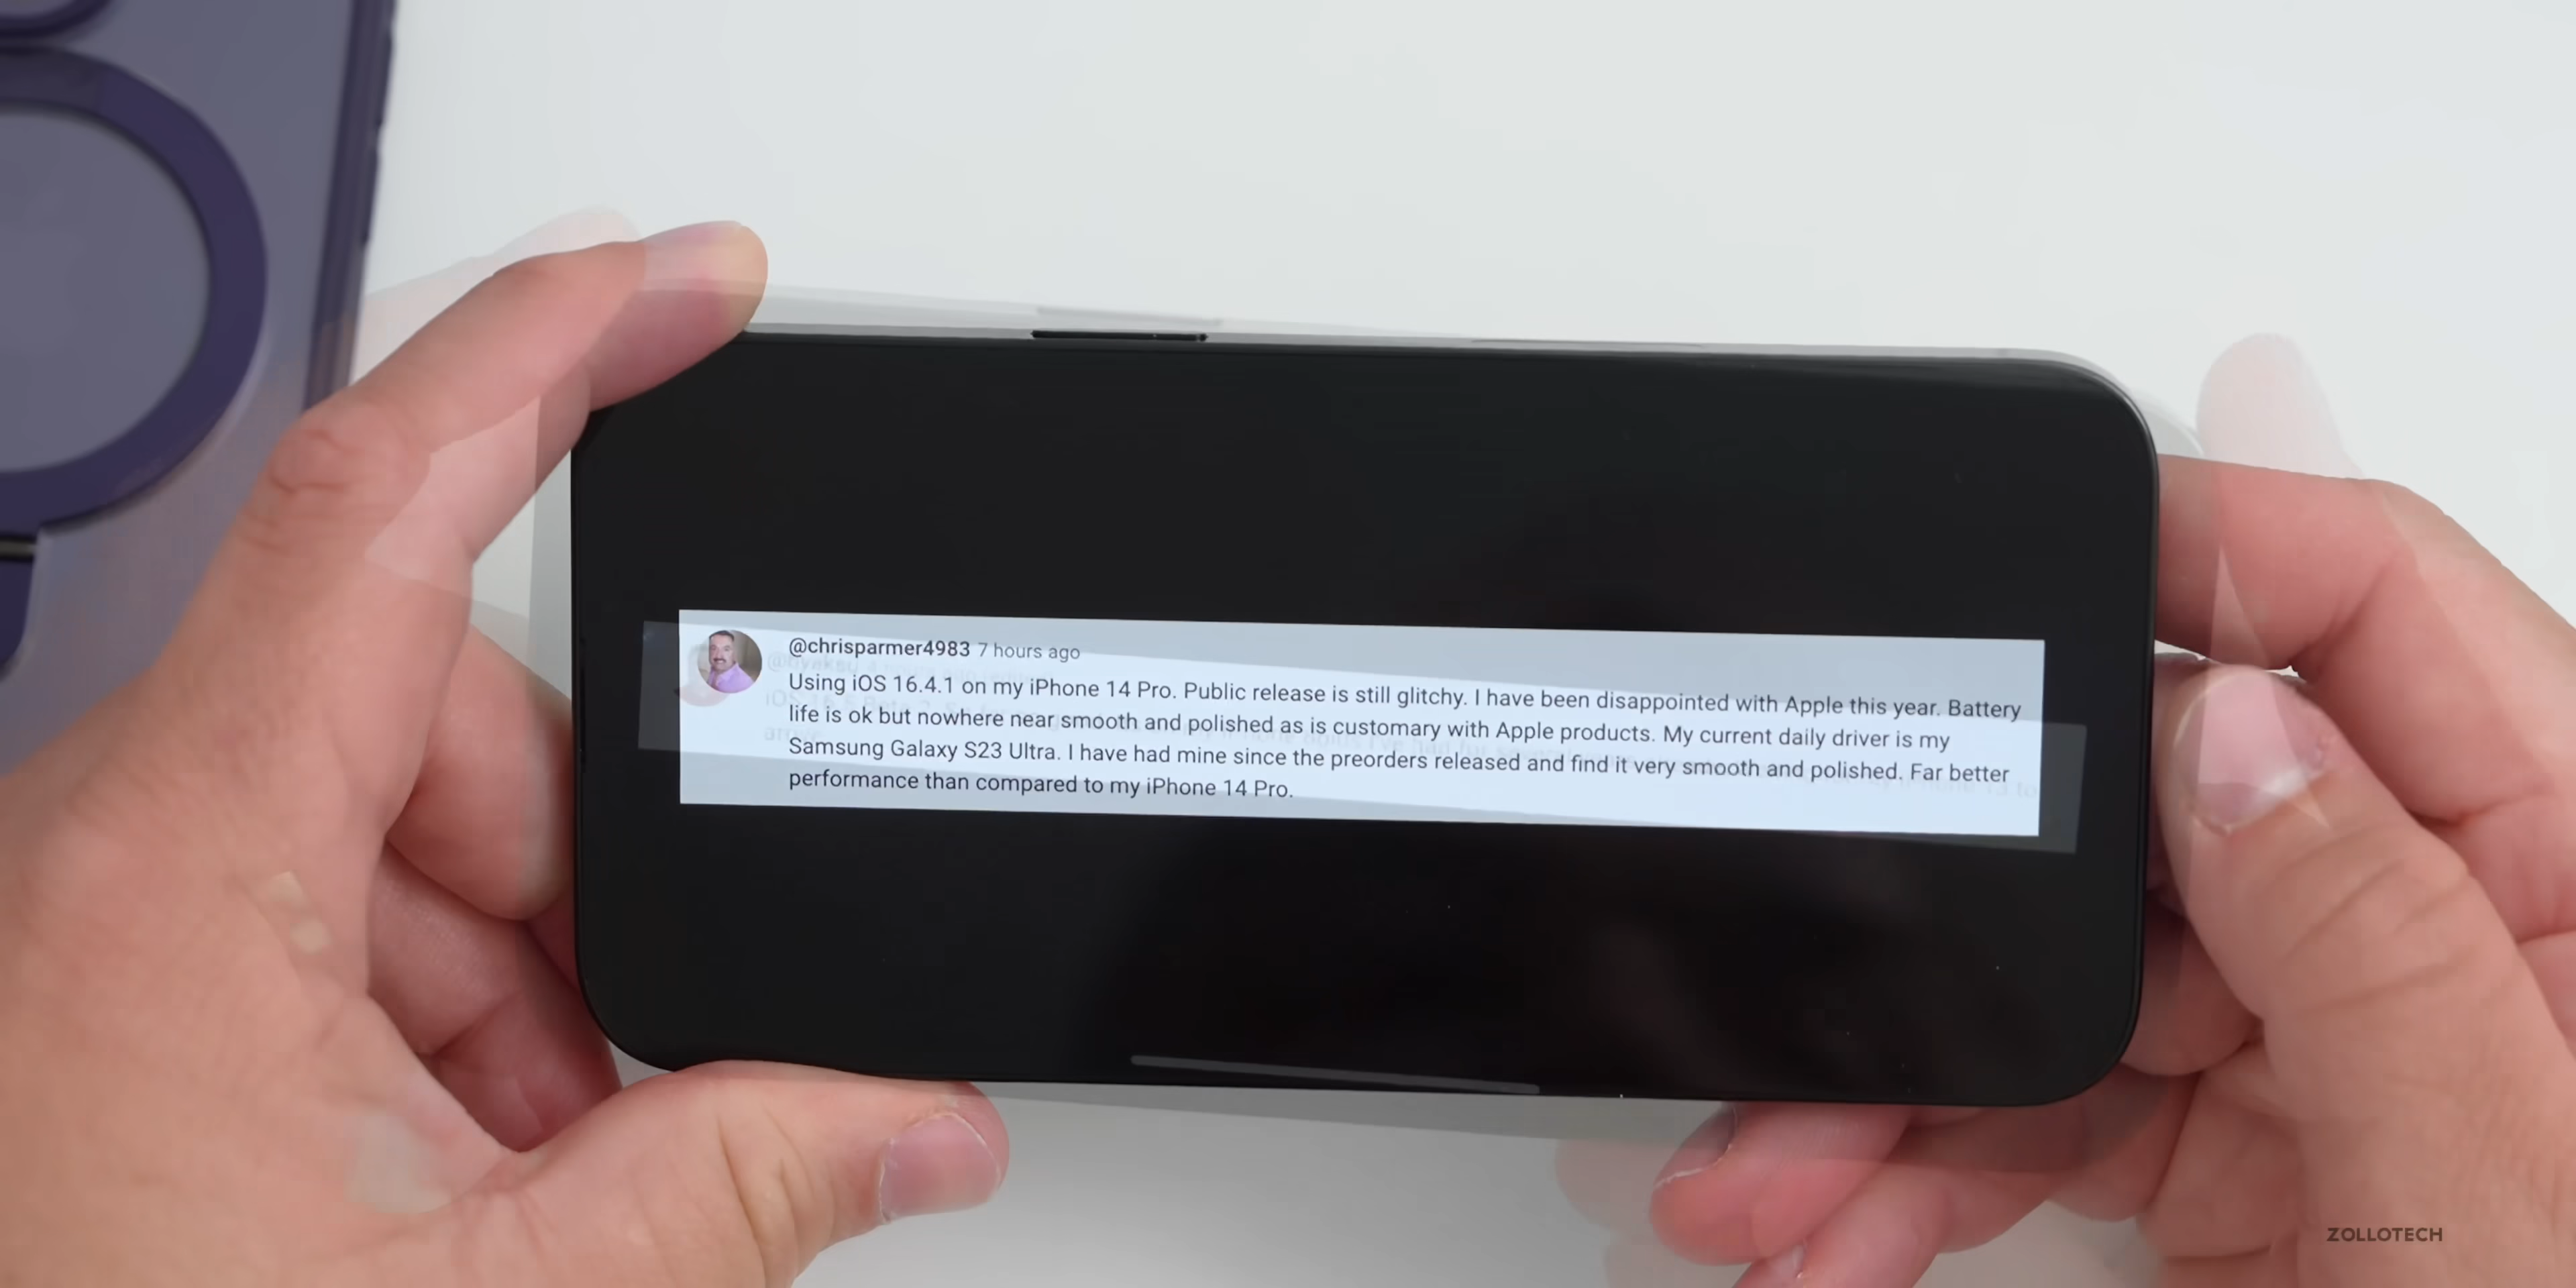 @chrisparmer4983 7 hours ago
Using iOS 16.4.1 on my iPhone 14 Pro. Public release is still glitchy. I have been disappointed with Apple this year. Battery
life is ok but nowhere near smooth and polished as is customary with Apple products. My current daily driver is my
Samsung Galaxy S23 Ultra. I have had mine since the preorders released and find it very smooth and polished. Far better
performance than compared to my iPhone 14 Pro.
ZOLLOTECH